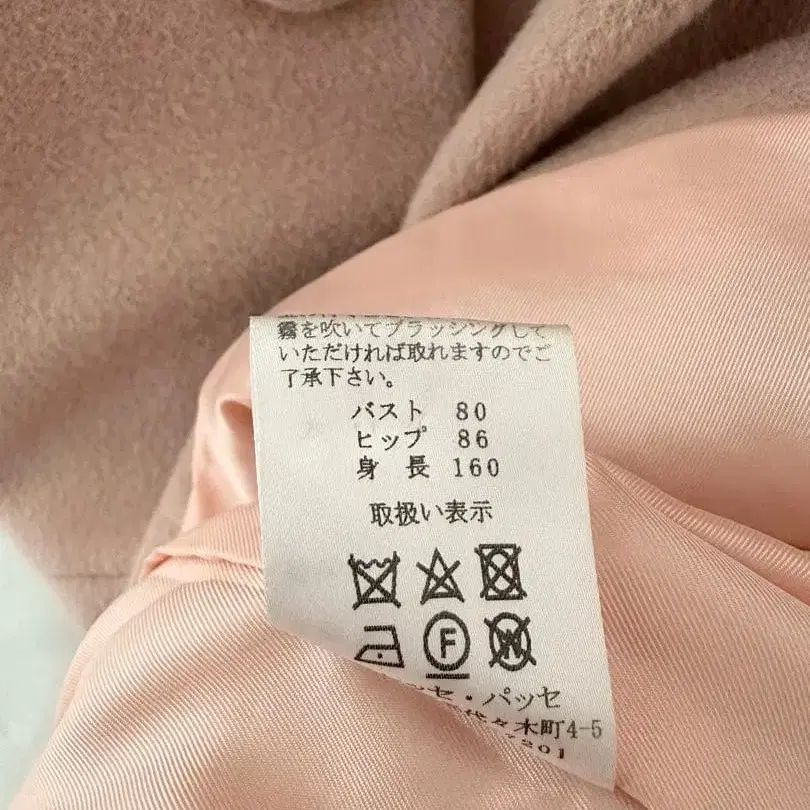 霧を吹いてブラッシングして
いただければ取れますのでご
了承下さい。
バスト 80
ヒップ 86
身 長 160
取扱い表示
F
W
セ・パッセ
代々木町4-5
201